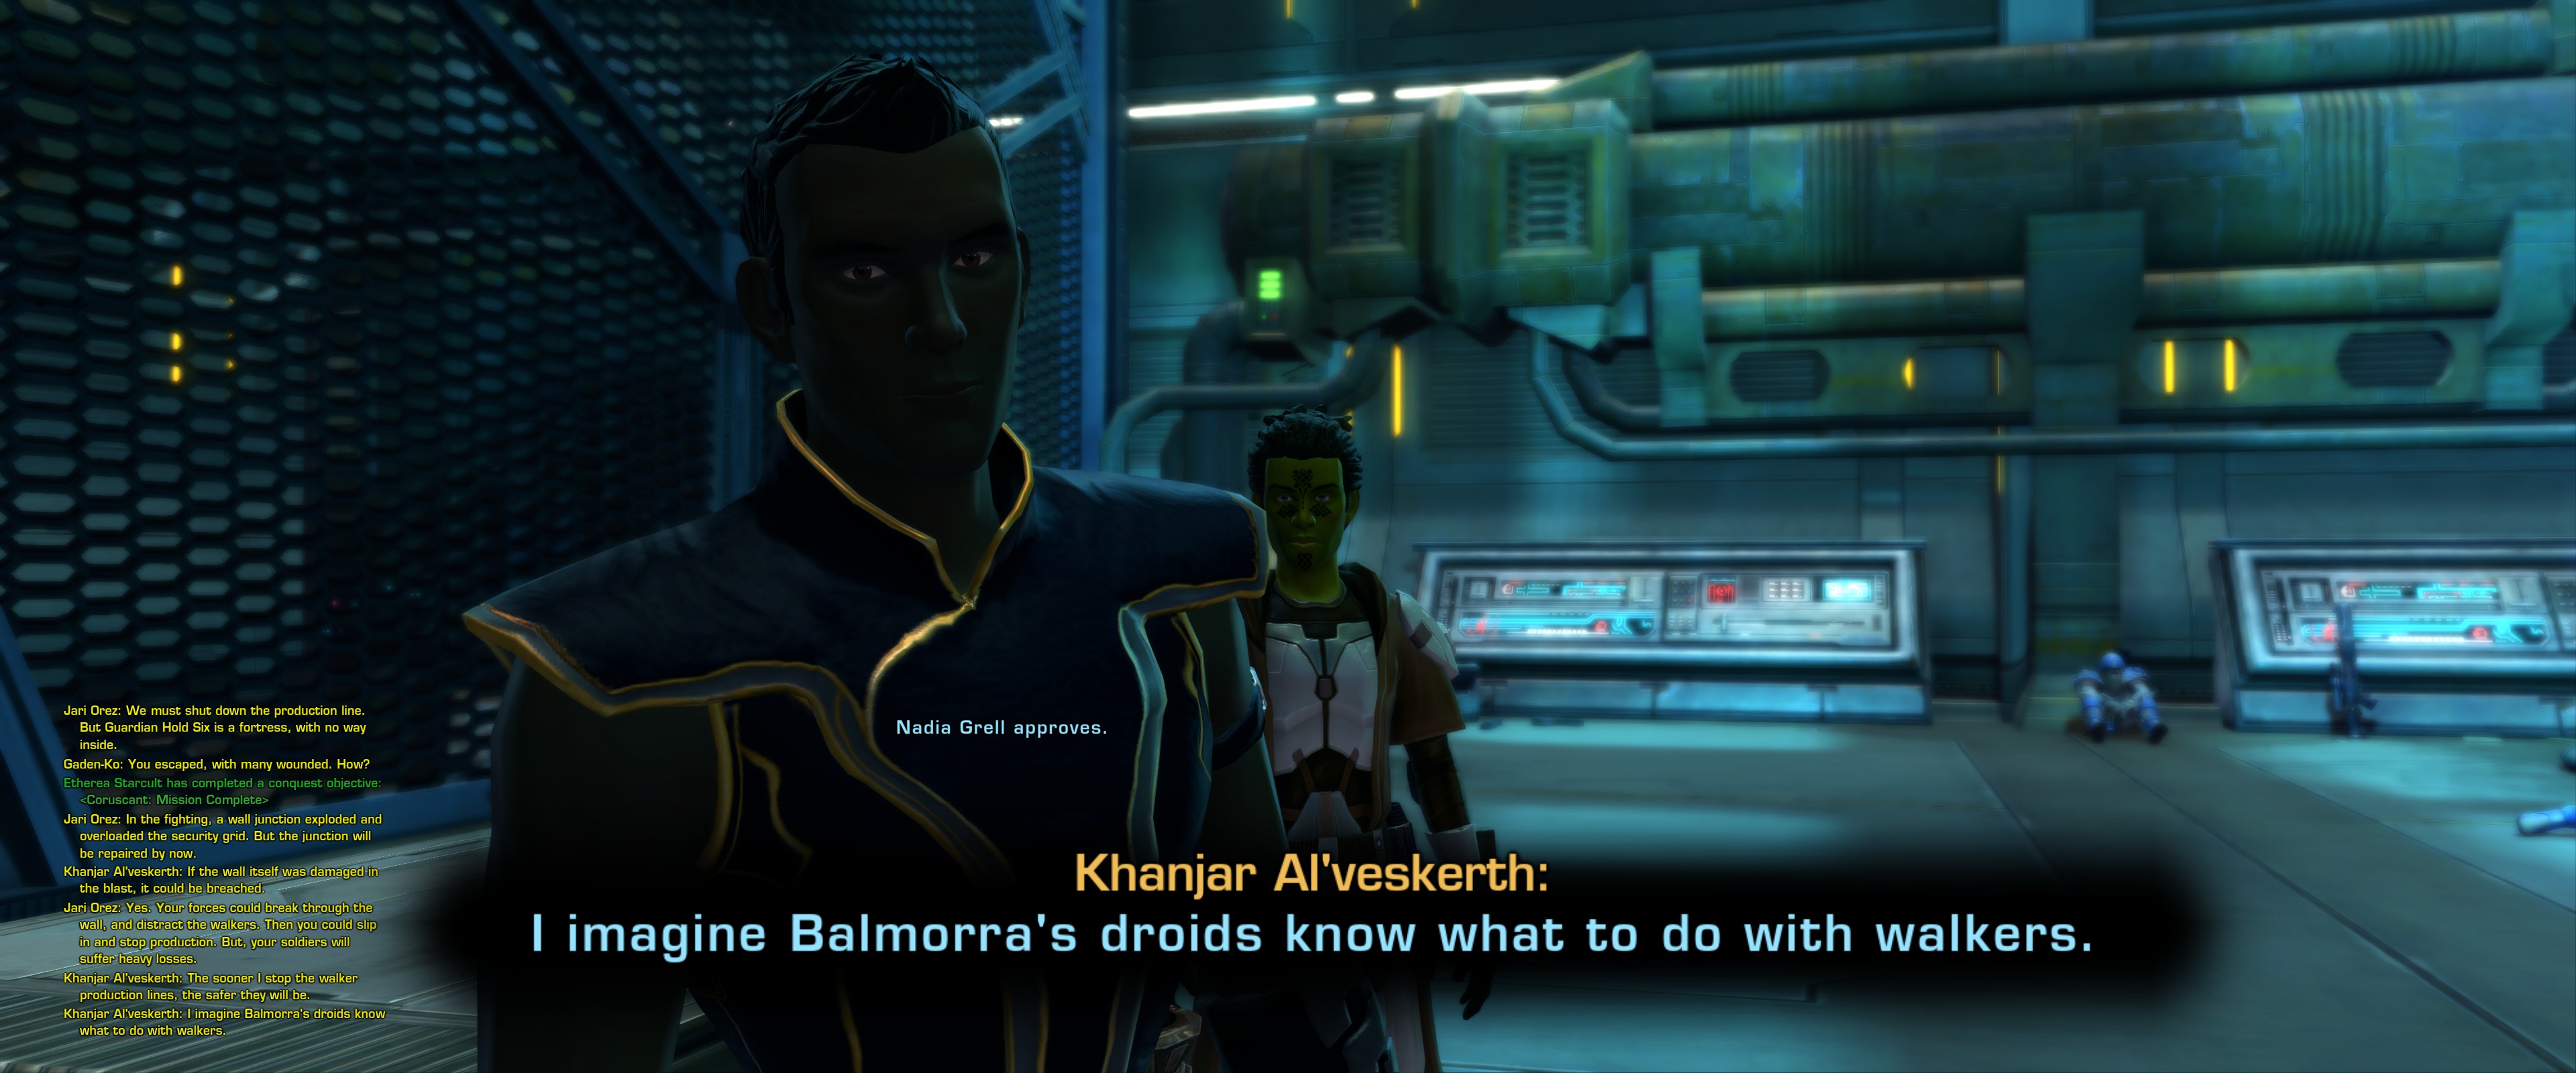 Nadia Grell approves.
Jari Orez: We must shut down the production line.
But Guardian Hold Six is a fortress, with no way
inside.
Gaden-Ko: You escaped, with many wounded. How?
Etherea Starcult has completed a conquest objective:
<Coruscant: Mission Complete>
Jari Orez: In the fighting, a wall junction exploded and
overloaded the security grid. But the junction will
be repaired by now.
Khanjar Al'veskerth: If the wall itself was damaged in
the blast, it could be breached.
Jari Orez: Yes. Your forces could break through the
wall, and distract the walkers. Then you could slip
in and stop production. But, your soldiers will
suffer heavy losses.
Khanjar Al'veskerth: The sooner I stop the walker
production lines, the safer they will be.
Khanjar Al'veskerth: I imagine Balmorra's droids know
what to do with walkers.
Khanjar Al'veskerth:
I imagine Balmorra's droids know what to do with walkers.